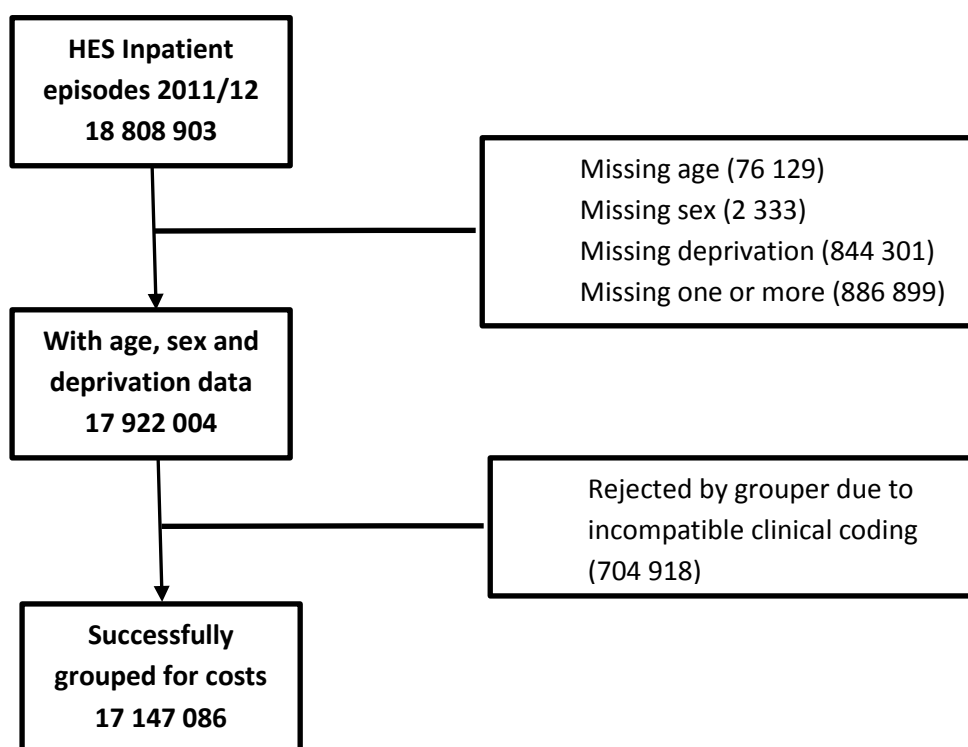 HES Inpatient
episodes 2011/12
18 808 903
Missing age (76 129)
Missing sex (2 333)
Missing deprivation (844 301)
Missing one or more (886 899)
With age, sex and
deprivation data
17 922 004
Rejected by grouper due to
incompatible clinical coding
(704 918)
Successfully
grouped for costs
17 147 086